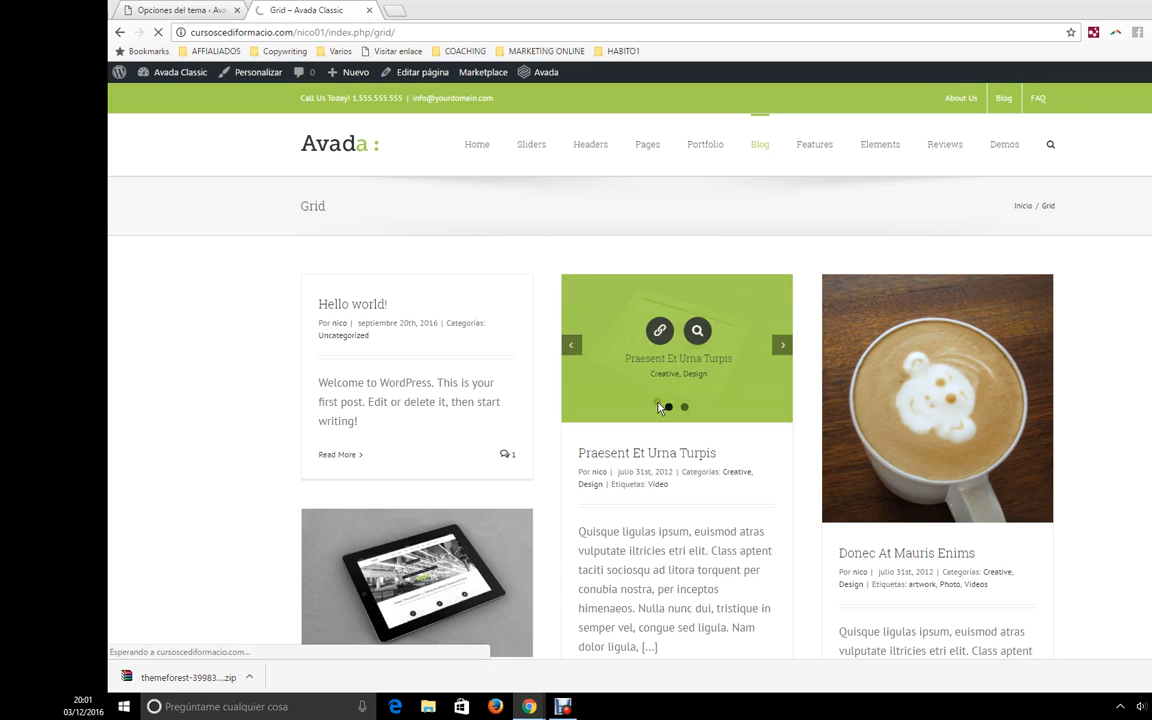 Opciones del tema ‹ Ava
Grid – Avada Classic
cursoscediformacio.com/nico01/index.php/grid/
Bookmarks
AFFIALIADOS
Copywriting
Varios
Visitar enlace
COACHING
MARKETING ONLINE
HABITO1
Avada Classic
Personalizar
0
Nuevo
Editar página
Marketplace
Avada
Call Us Today! 1.555.555.555 | info@yourdomain.com
About Us
Blog
FAQ
Avada :
Home
Sliders
Headers
Pages
Portfolio
Blog
Features
Elements
Reviews
Demos
Grid
Inicio / Grid
Hello world!
Por nico | septiembre 20th, 2016 | Categorías:
Uncategorized
Welcome to WordPress. This is your
first post. Edit or delete it, then start
writing!
Read More >
1
Praesent Et Urna Turpis
Creative, Design
Praesent Et Urna Turpis
Por nico | julio 31st, 2012 | Categorías: Creative,
Design | Etiquetas: Video
Quisque ligulas ipsum, euismod atras
vulputate iltricies etri elit. Class aptent
taciti sociosqu ad litora torquent per
conubia nostra, per inceptos
himenaeos. Nulla nunc dui, tristique in
semper vel, congue sed ligula. Nam
dolor ligula, [...]
Donec At Mauris Enims
Por nico | julio 31st, 2012 | Categorías: Creative,
Design | Etiquetas: artwork, Photo, Videos
Quisque ligulas ipsum, euismod atras
vulputate iltricies etri elit. Class aptent
Esperando a cursoscediformacio.com...
themeforest-39983....zip
20:01
03/12/2016
Pregúntame cualquier cosa